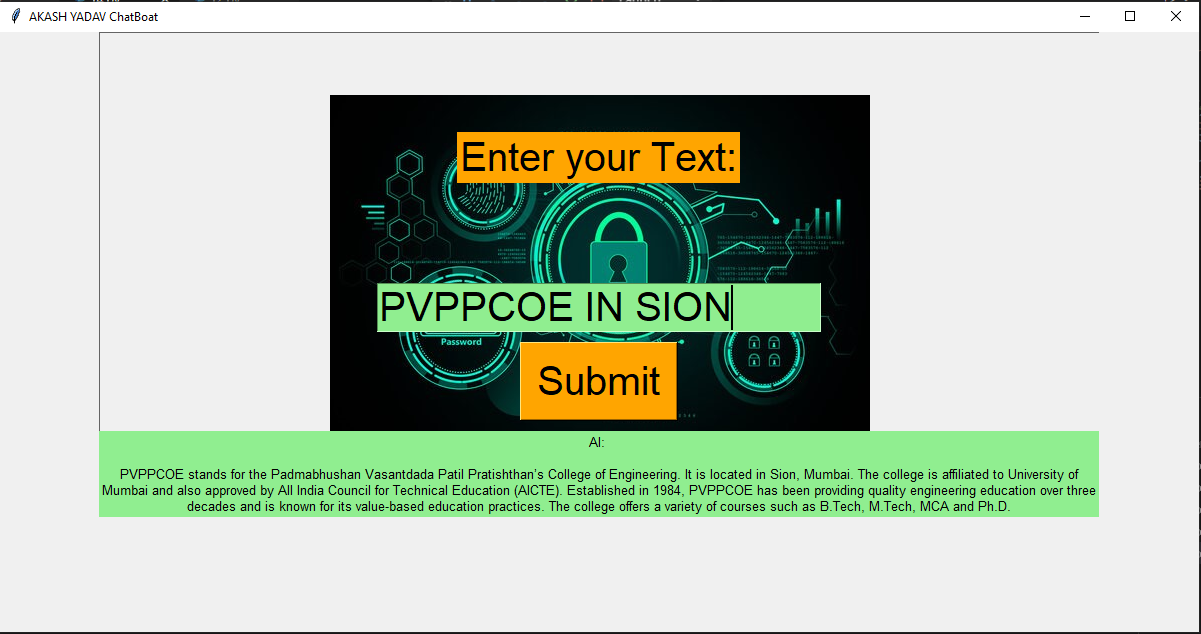 AKASH YADAV ChatBoat
Enter your Text:
PVPPCOE IN SION
Password
Submit
AI:
PVPPCOE stands for the Padmabhushan Vasantdada Patil Pratishthan's College of Engineering. It is located in Sion, Mumbai. The college is affiliated to University of
Mumbai and also approved by All India Council for Technical Education (AICTE). Established in 1984, PVPPCOE has been providing quality engineering education over three
decades and is known for its value-based education practices. The college offers a variety of courses such as B.Tech, M.Tech, MCA and Ph.D.